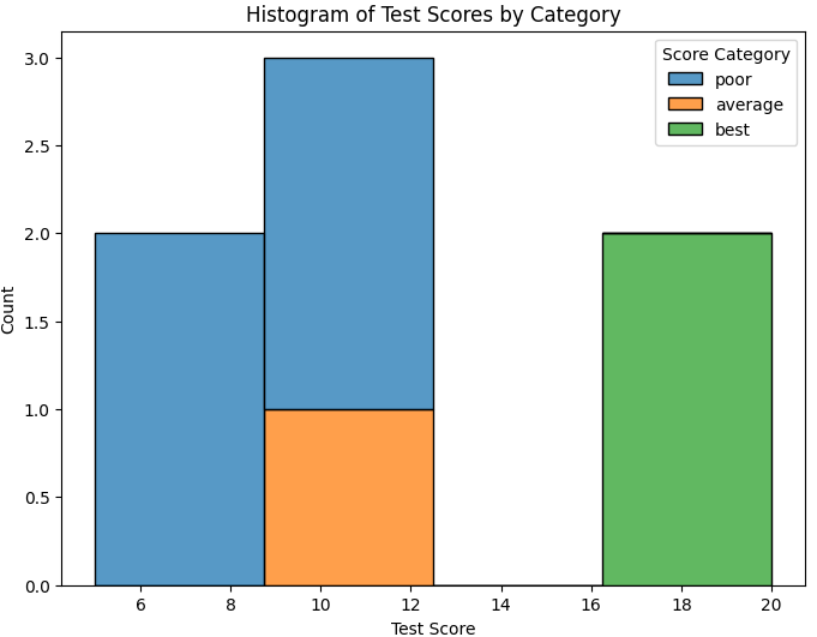 Histogram of Test Scores by Category
Score Category
poor
average
best
3.0
2.5
2.0
1.5
1.0
0.5
0.0
Count
6 8 10 12 14 16 18 20
Test Score